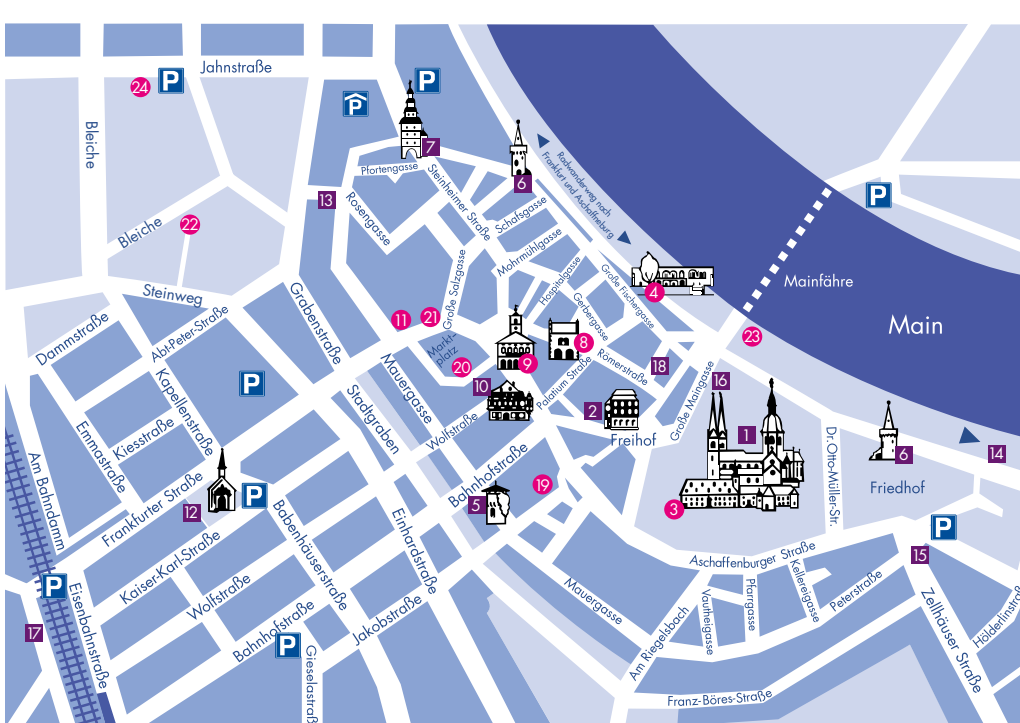 Jahnstraße
P
24
P
P
7
Bleiche
Pfortengasse
6
Radwanderweg nach
Frankfurt und Aschaffenburg
13
Rosengasse
Steinheimer Straße
Schafsgasse
P
22
Bleiche
Mohrmühlgasse
Steinweg
Grabenstraße
Große Salzgasse
Hospitalgasse
Große Fischergasse
4
Mainfähre
Main
Dammstraße
Abt-Peter-Straße
11
21
Gerbergasse
8
23
Markt-
platz
20
9
Römerstraße
18
P
Kapellenstraße
Mauergasse
10
Palatium Straße
16
Große Maingasse
Stadtgraben
Wolfstraße
2
Freihof
1
Emmastraße
Kiesstraße
Dr.Otto-Müller-Str.
6
14
Am Bahndamm
Bahnhofstraße
19
Friedhof
Frankfurter Straße
12
P
5
3
P
Babenhäuserstraße
Einhardstraße
Kaiser-Karl-Straße
Aschaffenburger Straße
15
P
Eisenbahnstraße
Wolfstraße
Mauergasse
Vautheigasse
Pfarrgasse
Kellereigasse
Peterstraße
Zellhäuser Straße
Hölderlinstraß
17
Bahnhofstraße
P
Jakobstraße
Am Riegelsbach
Gieselastraß
Franz-Böres-Straße